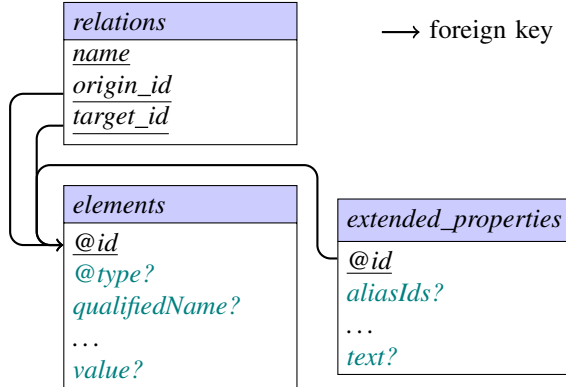 relations
name
origin_id
target_id
foreign key
elements
@id
@type?
qualifiedName?
...
value?
extended_properties
@id
aliasIds?
...
text?